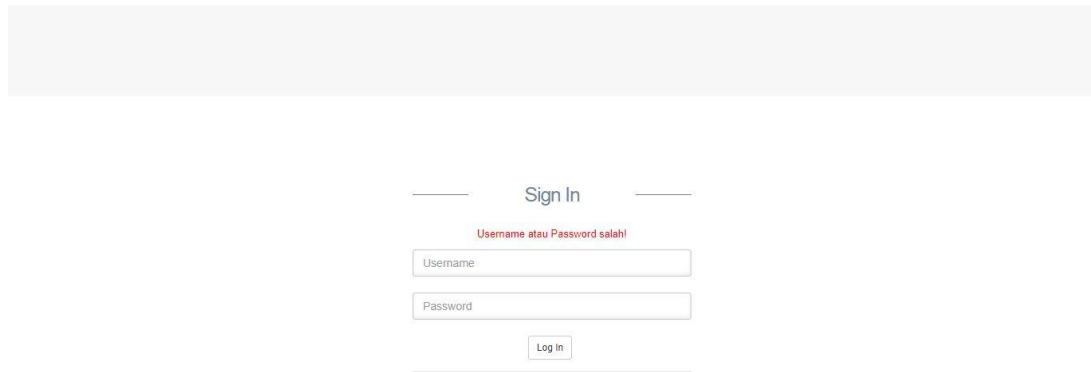 Sign In
Username atau Password salah!
Username
Password
Log In